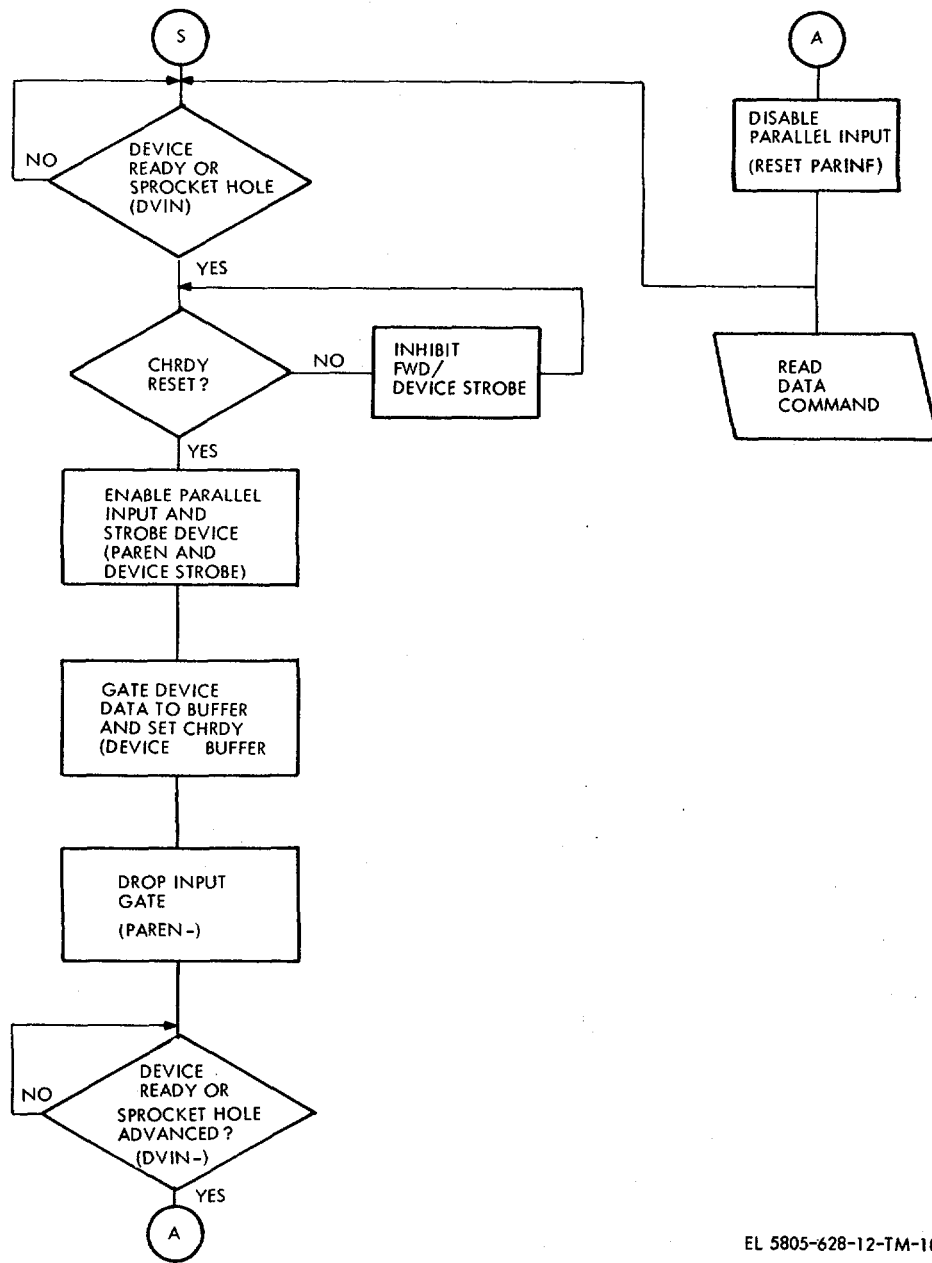 S
DEVICE
READY OR
SPROCKET HOLE
(DVIN)
NO
YES
CHRDY
RESET?
NO
INHIBIT
FWD/
DEVICE STROBE
YES
ENABLE PARALLEL
INPUT AND
STROBE DEVICE
(PAREN AND
DEVICE STROBE)
GATE DEVICE
DATA TO BUFFER
AND SET CHRDY
(DEVICE BUFFER
DROP INPUT
GATE
(PAREN-)
DEVICE
READY OR
SPROCKET HOLE
ADVANCED?
(DVIN-)
NO
YES
A
A
DISABLE
PARALLEL INPUT
(RESET PARINF)
READ
DATA
COMMAND